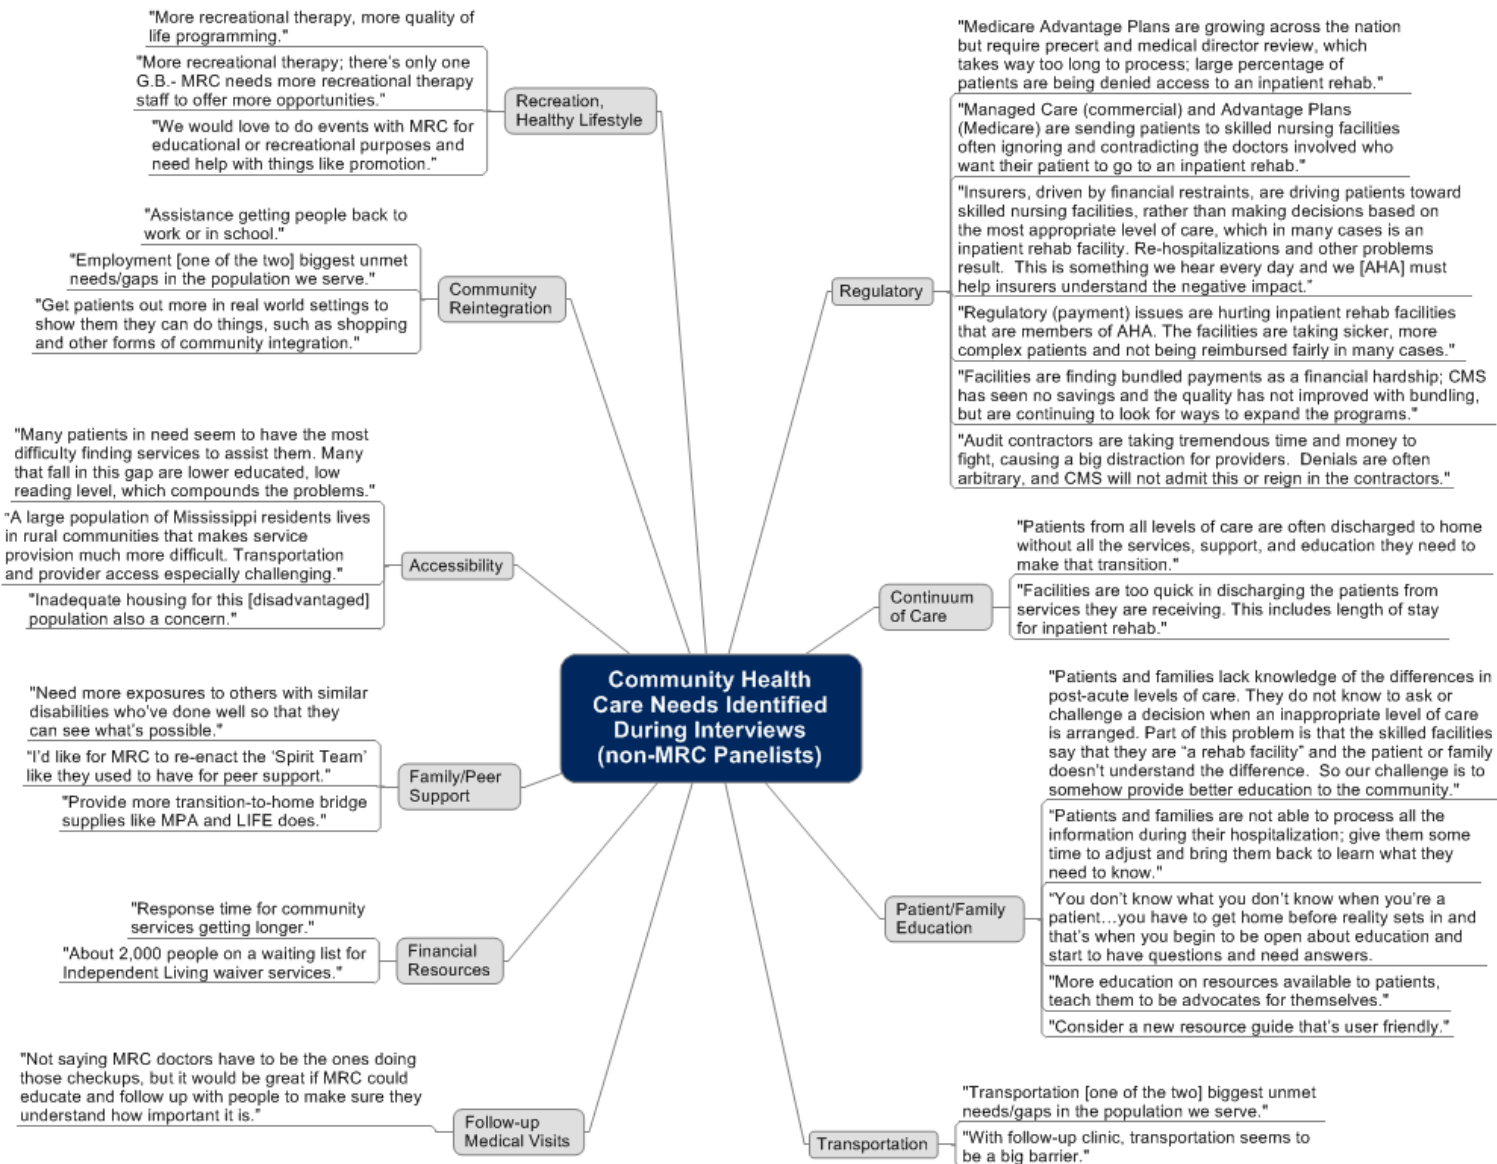 "More recreational therapy, more quality of
life programming."
"More recreational therapy; there's only one
G.B.- MRC needs more recreational therapy
staff to offer more opportunities."
"We would love to do events with MRC for
educational or recreational purposes and
need help with things like promotion."
Recreation,
Healthy Lifestyle
"Assistance getting people back to
work or in school."
"Employment [one of the two] biggest unmet
needs/gaps in the population we serve."
"Get patients out more in real world settings to
show them they can do things, such as shopping
and other forms of community integration."
Community
Reintegration
"Many patients in need seem to have the most
difficulty finding services to assist them. Many
that fall in this gap are lower educated, low
reading level, which compounds the problems."
"A large population of Mississippi residents lives
in rural communities that makes service
provision much more difficult. Transportation
and provider access especially challenging."
"Inadequate housing for this [disadvantaged]
population also a concern."
Accessibility
"Need more exposures to others with similar
disabilities who've done well so that they
can see what's possible."
"I'd like for MRC to re-enact the 'Spirit Team'
like they used to have for peer support."
"Provide more transition-to-home bridge
supplies like MPA and LIFE does."
Family/Peer
Support
"Response time for community
services getting longer."
"About 2,000 people on a waiting list for
Independent Living waiver services."
Financial
Resources
"Not saying MRC doctors have to be the ones doing
those checkups, but it would be great if MRC could
educate and follow up with people to make sure they
understand how important it is."
Follow-up
Medical Visits
Community Health
Care Needs Identified
During Interviews
(non-MRC Panelists)
"Medicare Advantage Plans are growing across the nation
but require precert and medical director review, which
takes way too long to process; large percentage of
patients are being denied access to an inpatient rehab."
"Managed Care (commercial) and Advantage Plans
(Medicare) are sending patients to skilled nursing facilities
often ignoring and contradicting the doctors involved who
want their patient to go to an inpatient rehab."
"Insurers, driven by financial restraints, are driving patients toward
skilled nursing facilities, rather than making decisions based on
the most appropriate level of care, which in many cases is an
inpatient rehab facility. Re-hospitalizations and other problems
result.  This is something we hear every day and we [AHA] must
help insurers understand the negative impact."
"Regulatory (payment) issues are hurting inpatient rehab facilities
that are members of AHA. The facilities are taking sicker, more
complex patients and not being reimbursed fairly in many cases."
"Facilities are finding bundled payments as a financial hardship; CMS
has seen no savings and the quality has not improved with bundling,
but are continuing to look for ways to expand the programs."
"Audit contractors are taking tremendous time and money to
fight, causing a big distraction for providers.  Denials are often
arbitrary, and CMS will not admit this or reign in the contractors."
Regulatory
"Patients from all levels of care are often discharged to home
without all the services, support, and education they need to
make that transition."
"Facilities are too quick in discharging the patients from
services they are receiving. This includes length of stay
for inpatient rehab."
Continuum
of Care
"Patients and families lack knowledge of the differences in
post-acute levels of care. They do not know to ask or
challenge a decision when an inappropriate level of care
is arranged. Part of this problem is that the skilled facilities
say that they are "a rehab facility" and the patient or family
doesn't understand the difference.  So our challenge is to
somehow provide better education to the community."
"Patients and families are not able to process all the
information during their hospitalization; give them some
time to adjust and bring them back to learn what they
need to know."
"You don't know what you don't know when you're a
patient…you have to get home before reality sets in and
that's when you begin to be open about education and
start to have questions and need answers.
"More education on resources available to patients,
teach them to be advocates for themselves."
"Consider a new resource guide that's user friendly."
Patient/Family
Education
"Transportation [one of the two] biggest unmet
needs/gaps in the population we serve."
"With follow-up clinic, transportation seems to
be a big barrier."
Transportation